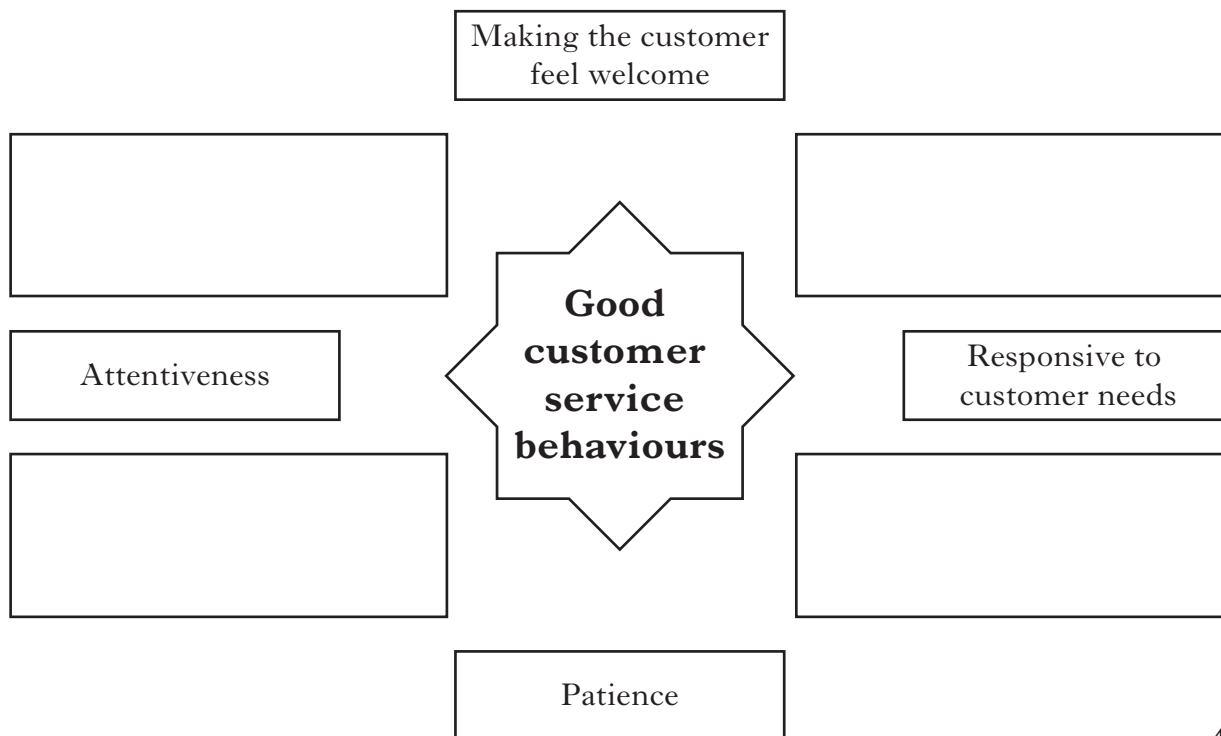 Making the customer
feel welcome
Good
customer
service
behaviours
Attentiveness
Responsive to
customer needs
Patience